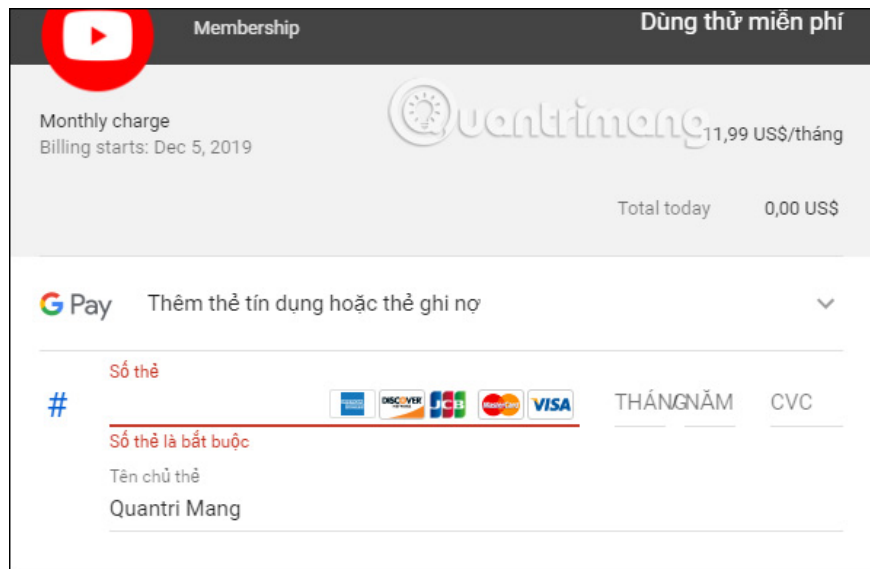 Membership
Dùng thử miễn phí
Quantrimang
Monthly charge
11,99 US$/tháng
Billing starts: Dec 5, 2019
Total today 0,00 US$
G Pay Thêm thẻ tín dụng hoặc thẻ ghi nợ
Số thẻ
# DISCOVER JCB MasterCard VISA THÁNG/NĂM CVC
Số thẻ là bắt buộc
Tên chủ thẻ
Quantri Mang